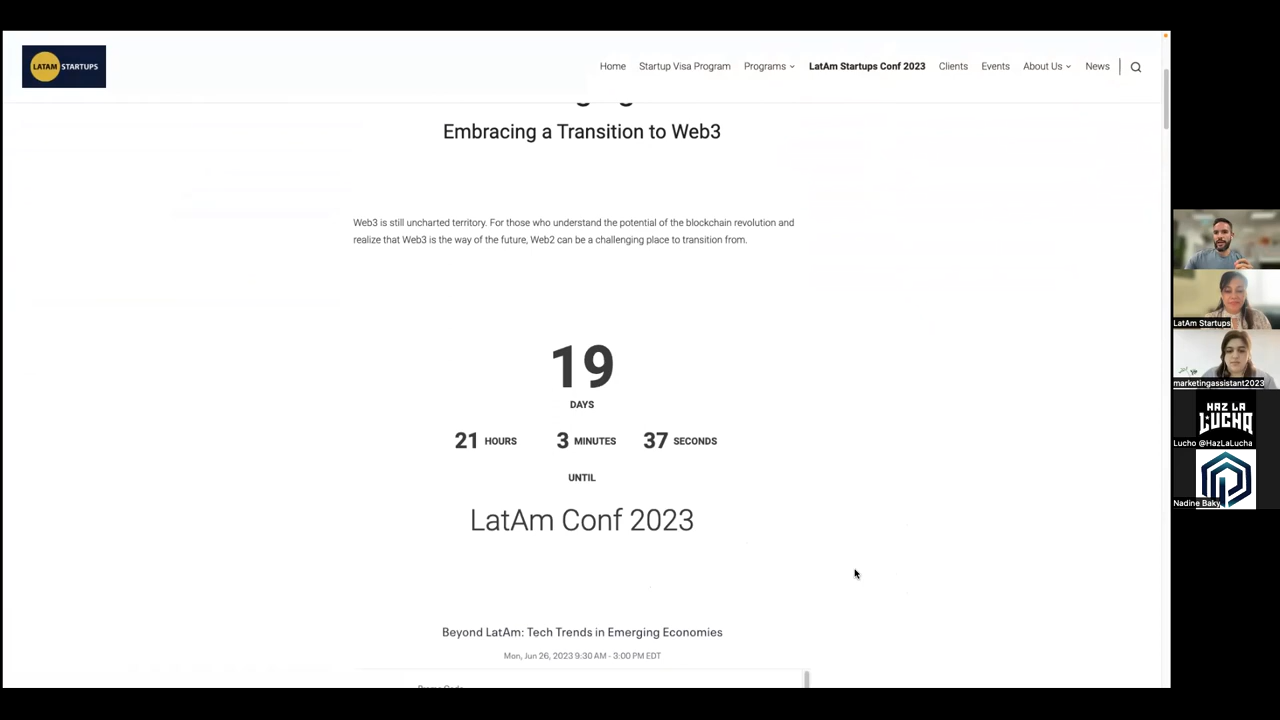 LATAM STARTUPS
Home Startup Visa Program Programs LatAm Startups Conf 2023 Clients Events About Us News
Embracing a Transition to Web3
Web3 is still uncharted territory. For those who understand the potential of the blockchain revolution and
realize that Web3 is the way of the future, Web2 can be a challenging place to transition from.
19
DAYS
21 HOURS 3 MINUTES 37 SECONDS
UNTIL
LatAm Conf 2023
Beyond LatAm: Tech Trends in Emerging Economies
Mon, Jun 26, 2023 9:30 AM - 3:00 PM EDT
LatAm Startups
marketingassistant2023
HAZ LA
LUCHA
Lucho @HazLaLucha
Nadine Baky